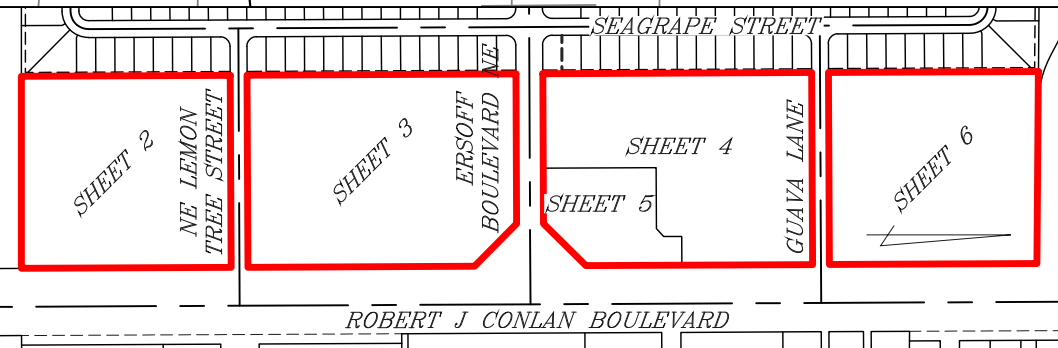 SEAGRAPE STREET
SHEET 2
NE LEMON
TREE STREET
SHEET 3
ERSOFF
BOULEVARD NE
SHEET 4
SHEET 5
GUAVA LANE
SHEET 6
ROBERT J CONLAN BOULEVARD